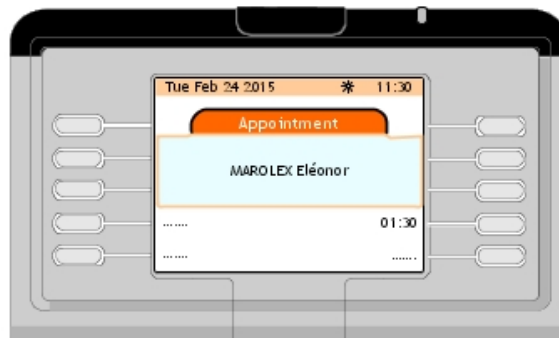 Tue Feb 24 2015 ☀ 11:30
Appointment
MAROLEX Eléonor
....... 01:30
....... .......